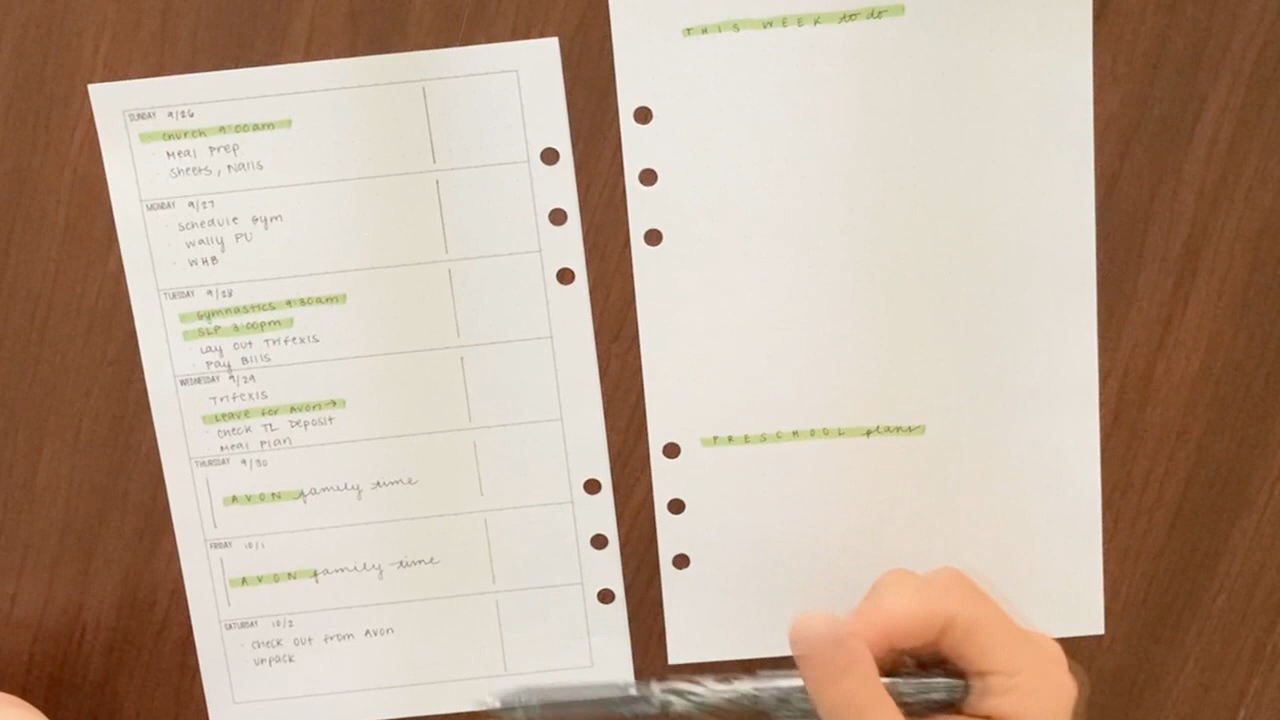 SUNDAY 9/26
· Church 9:00am
· Meal Prep
· Sheets, Nails
MONDAY 9/27
· Schedule Gym
· Wally PU
· WHB
TUESDAY 9/28
· Gymnastics 9:30am
· SLP 3:00pm
· Lay out Trifexis
· Pay Bills
WEDNESDAY 9/29
Trifexis
· Leave for Avon →
· Check TL Deposit
· Meal Plan
THURSDAY 9/30
AVON family time
FRIDAY 10/1
AVON family time
SATURDAY 10/2
· Check out from Avon
· unpack
THIS WEEK to do
PRESCHOOL plans